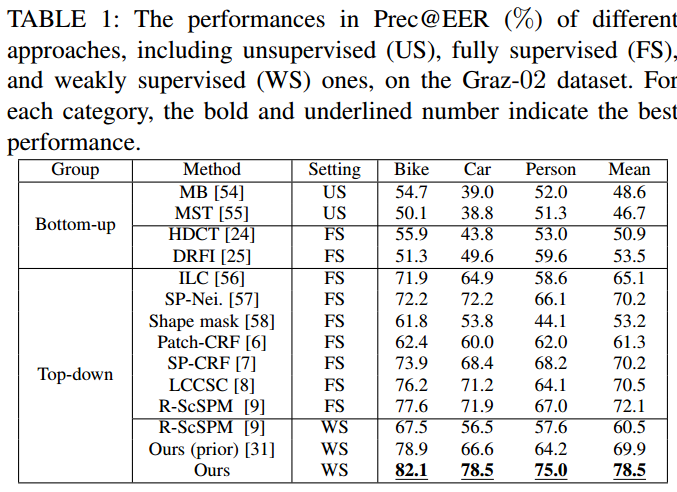 TABLE 1: The performances in Prec@EER (%) of different
approaches, including unsupervised (US), fully supervised (FS),
and weakly supervised (WS) ones, on the Graz-02 dataset. For
each category, the bold and underlined number indicate the best
performance.
Group Method Setting Bike Car Person Mean
Bottom-up
MB [54] US 54.7 39.0 52.0 48.6
MST [55] US 50.1 38.8 51.3 46.7
HDCT [24] FS 55.9 43.8 53.0 50.9
DRFI [25] FS 51.3 49.6 59.6 53.5
Top-down
ILC [56] FS 71.9 64.9 58.6 65.1
SP-Nei. [57] FS 72.2 72.2 66.1 70.2
Shape mask [58] FS 61.8 53.8 44.1 53.2
Patch-CRF [6] FS 62.4 60.0 62.0 61.3
SP-CRF [7] FS 73.9 68.4 68.2 70.2
LCCSC [8] FS 76.2 71.2 64.1 70.5
R-ScSPM [9] FS 77.6 71.9 67.0 72.1
R-ScSPM [9] WS 67.5 56.5 57.6 60.5
Ours (prior) [31] WS 78.9 66.6 64.2 69.9
Ours WS 82.1 78.5 75.0 78.5